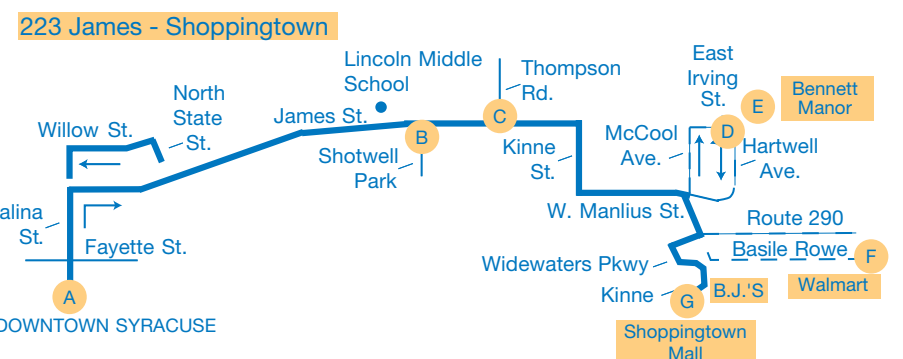 223 James - Shoppingtown
Lincoln Middle
School
Thompson
Rd.
East
Irving
St.
E
Bennett
Manor
North
State
St.
Willow St.
James St.
C
B
D
McCool
Ave.
Hartwell
Ave.
Shotwell
Park
Kinne
St.
alina
St.
Fayette St.
W. Manlius St.
Route 290
Basile Rowe
F
Walmart
Widewaters Pkwy
Kinne
G
B.J.'S
A
DOWNTOWN SYRACUSE
Shoppingtown
Mall